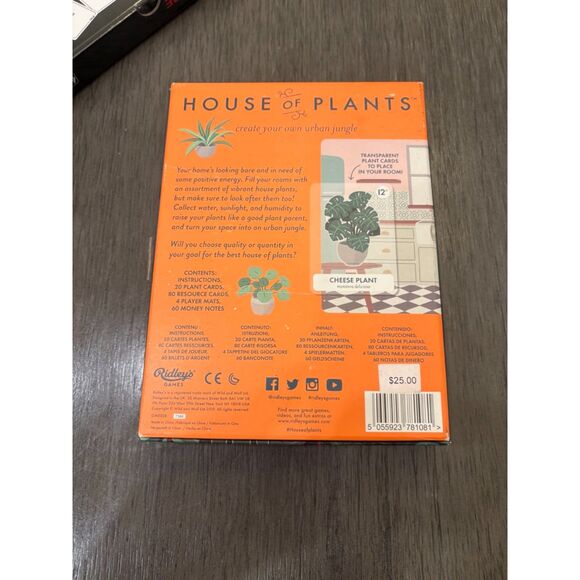 HOUSE OF PLANTS™
create your own urban jungle
Your home's looking bare and in need of
some positive energy. Fill your rooms with
an assortment of vibrant house plants,
but make sure to look after them too!
Collect water, sunlight, and humidity to
raise your plants like a good plant parent,
and turn your space into an urban jungle.
Will you choose quality or quantity in
your goal for the best house of plants?
TRANSPARENT
PLANT CARDS
TO PLACE
IN YOUR ROOM!
12"
CHEESE PLANT
monstera deliciosa
CONTENTS:
INSTRUCTIONS,
20 PLANT CARDS,
80 RESOURCE CARDS,
4 PLAYER MATS,
60 MONEY NOTES
CONTENU :
INSTRUCTIONS,
20 CARTES PLANTES,
80 CARTES RESSOURCES,
4 TAPIS DE JOUEUR,
60 BILLETS D'ARGENT
CONTENUTO:
ISTRUZIONI,
20 CARTE PIANTA,
80 CARTE RISORSA
4 TAPPETINI DEL GIOCATORE
60 BANCONOTE
INHALT:
ANLEITUNG,
20 PFLANZENKARTEN,
80 RESSOURCENKARTEN,
4 SPIELERMATTEN,
60 GELDSCHEINE
CONTENIDO:
INSTRUCCIONES,
20 CARTAS DE PLANTAS,
80 CARTAS DE RECURSOS,
4 TABLEROS PARA JUGADORES
60 NOTAS DE DINERO
Ridley's
GAMES
CE
@ridleysgames /ridleysgames
Find more great games,
videos, and fun extras at
www.ridleysgames.com
#Houseofplants
$25.00
5 055923 781081 >